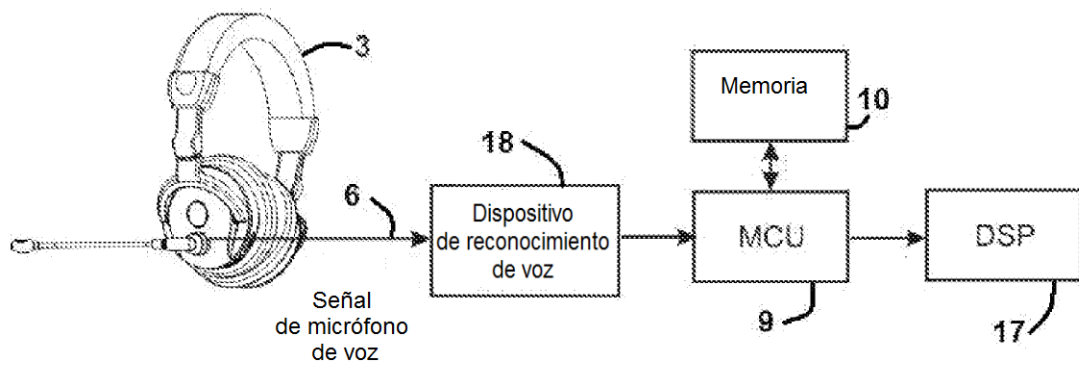 3
Memoria
10
18
6
Dispositivo
de reconocimiento
de voz
MCU
DSP
Señal
de micrófono
de voz
9
17